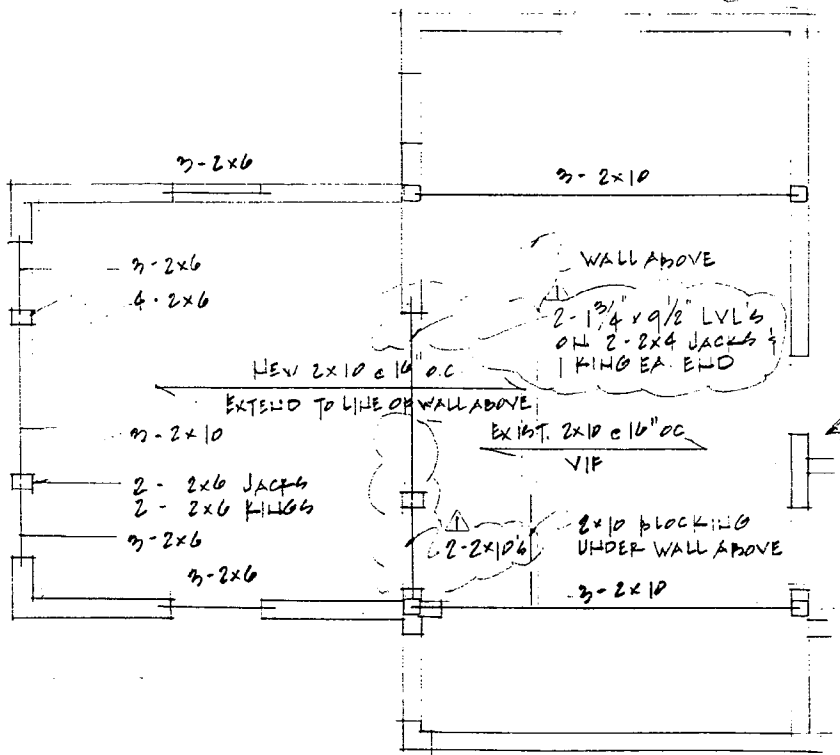 3-2x6
3-2x10
3-2x6
4-2x6
WALL ABOVE
1
2-1 3/4" x 9 1/2" LVL'S
ON 2-2x4 JACKS &
1 KING EA. END
NEW 2x10 @ 16" O.C
EXTEND TO LINE OF WALL ABOVE
3-2x10
EXIST. 2x10 @ 16" OC
VIF
2- 2x6 JACKS
2- 2x6 KINGS
3-2x6
1
2-2x10's
2x10 BLOCKING
UNDER WALL ABOVE
3-2x6
3-2x10